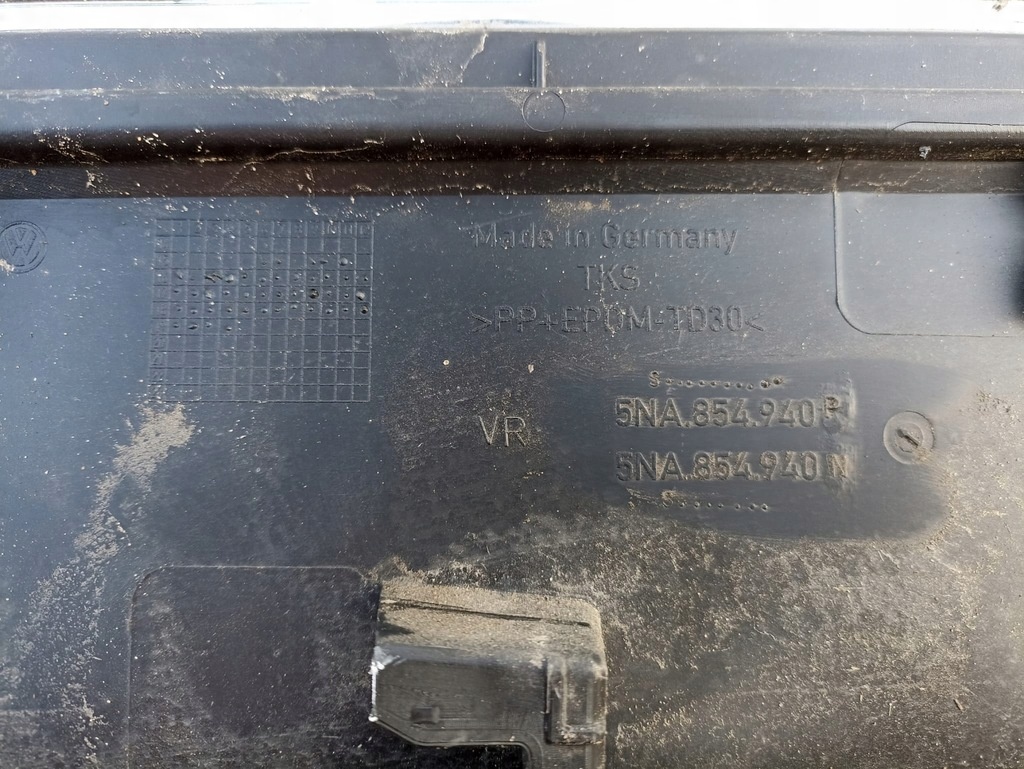 Made in Germany
TKS
>PP+EPDM-TD30<
VR
5NA.854.940 P
5NA.854.940 N